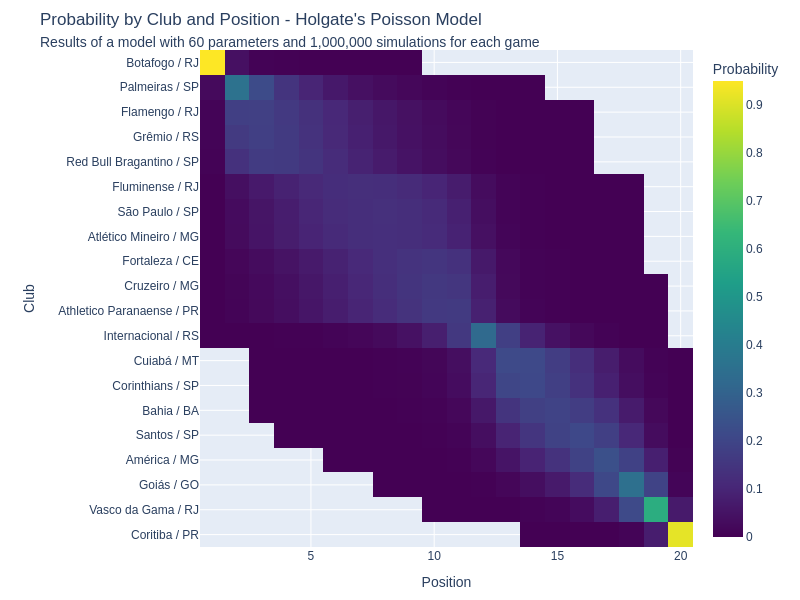 Probability by Club and Position - Holgate's Poisson Model
Results of a model with 60 parameters and 1,000,000 simulations for each game
Probability
Botafogo / RJ
Palmeiras / SP
Flamengo / RJ
Grêmio / RS
Red Bull Bragantino / SP
Fluminense / RJ
São Paulo / SP
Atlético Mineiro / MG
Fortaleza / CE
Cruzeiro / MG
Athletico Paranaense / PR
Internacional / RS
Cuiabá / MT
Corinthians / SP
Bahia / BA
Santos / SP
América / MG
Goiás / GO
Vasco da Gama / RJ
Coritiba / PR
Club
5
10
15
20
Position
0.9
0.8
0.7
0.6
0.5
0.4
0.3
0.2
0.1
0